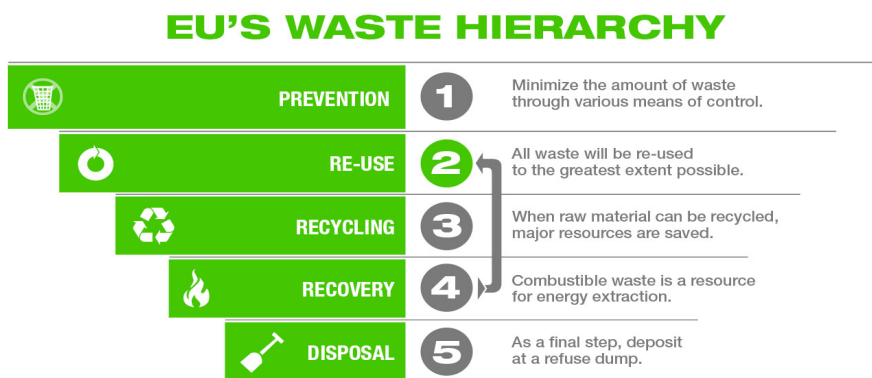 EU'S WASTE HIERARCHY
PREVENTION
1
Minimize the amount of waste
through various means of control.
RE-USE
2
All waste will be re-used
to the greatest extent possible.
RECYCLING
3
When raw material can be recycled,
major resources are saved.
RECOVERY
4
Combustible waste is a resource
for energy extraction.
DISPOSAL
5
As a final step, deposit
at a refuse dump.